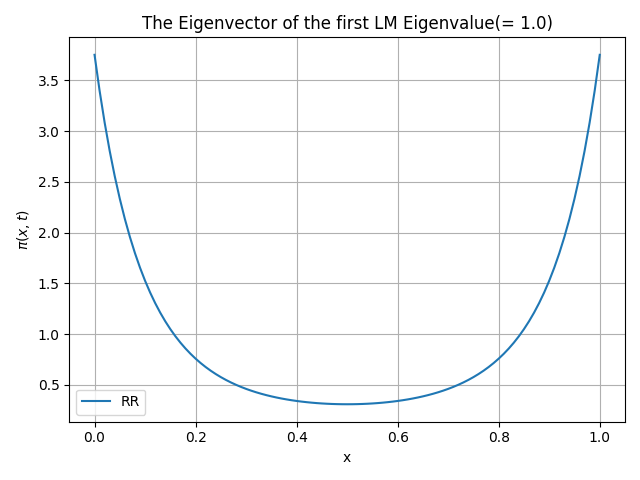 The Eigenvector of the first LM Eigenvalue(= 1.0)
3.5
3.0
2.5
2.0
1.5
1.0
0.5
π(x, t)
RR
0.0 0.2 0.4 0.6 0.8 1.0
x